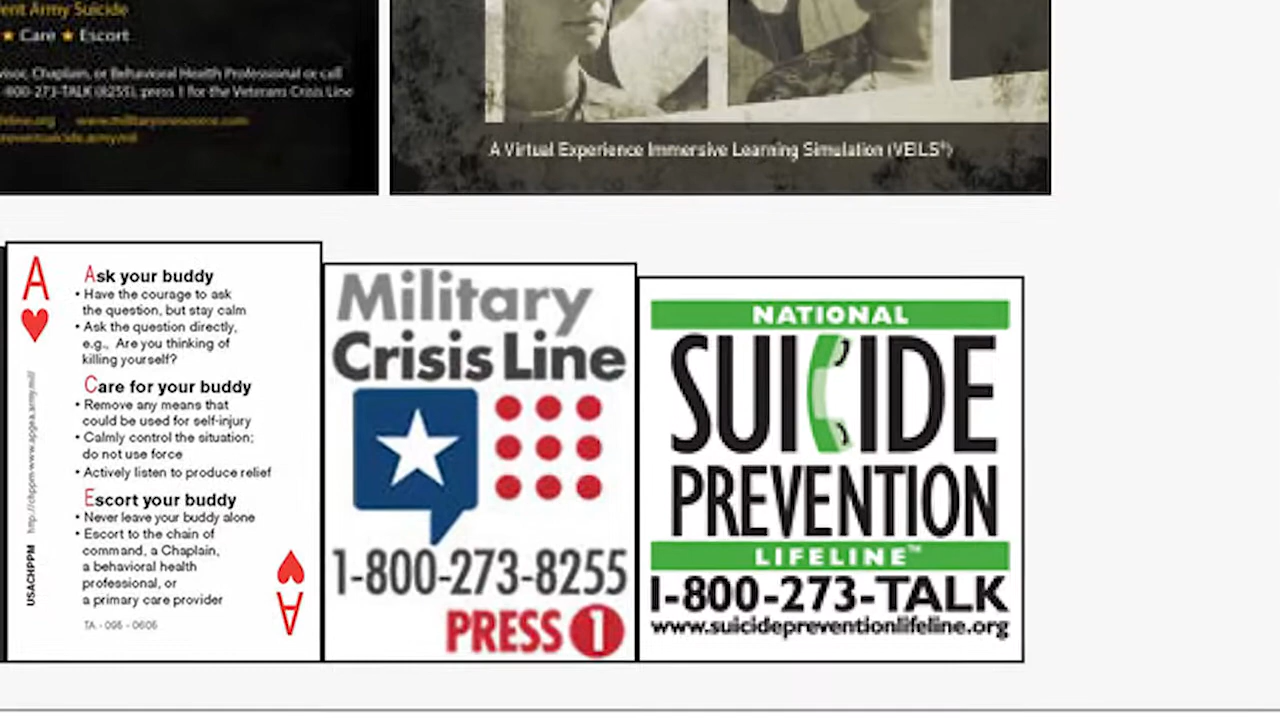 ent Army Suicide
★ Care ★ Escort
visor, Chaplain, or Behavioral Health Professional or call
-800-273-TALK (8255), press 1 for the Veterans Crisis Line
A Virtual Experience Immersive Learning Simulation (VEILS®)
A
Ask your buddy
• Have the courage to ask
the question, but stay calm
• Ask the question directly,
e.g., Are you thinking of
killing yourself?
Care for your buddy
• Remove any means that
could be used for self-injury
• Calmly control the situation;
do not use force
• Actively listen to produce relief
Escort your buddy
• Never leave your buddy alone
• Escort to the chain of
command, a Chaplain,
a behavioral health
professional, or
a primary care provider
TA - 095 - 0605
USACHPPM http://chppm-www.apgea.army.mil/
A
Military
Crisis Line
1-800-273-8255
PRESS 1
NATIONAL
SUICIDE
PREVENTION
LIFELINE™
1-800-273-TALK
www.suicidepreventionlifeline.org